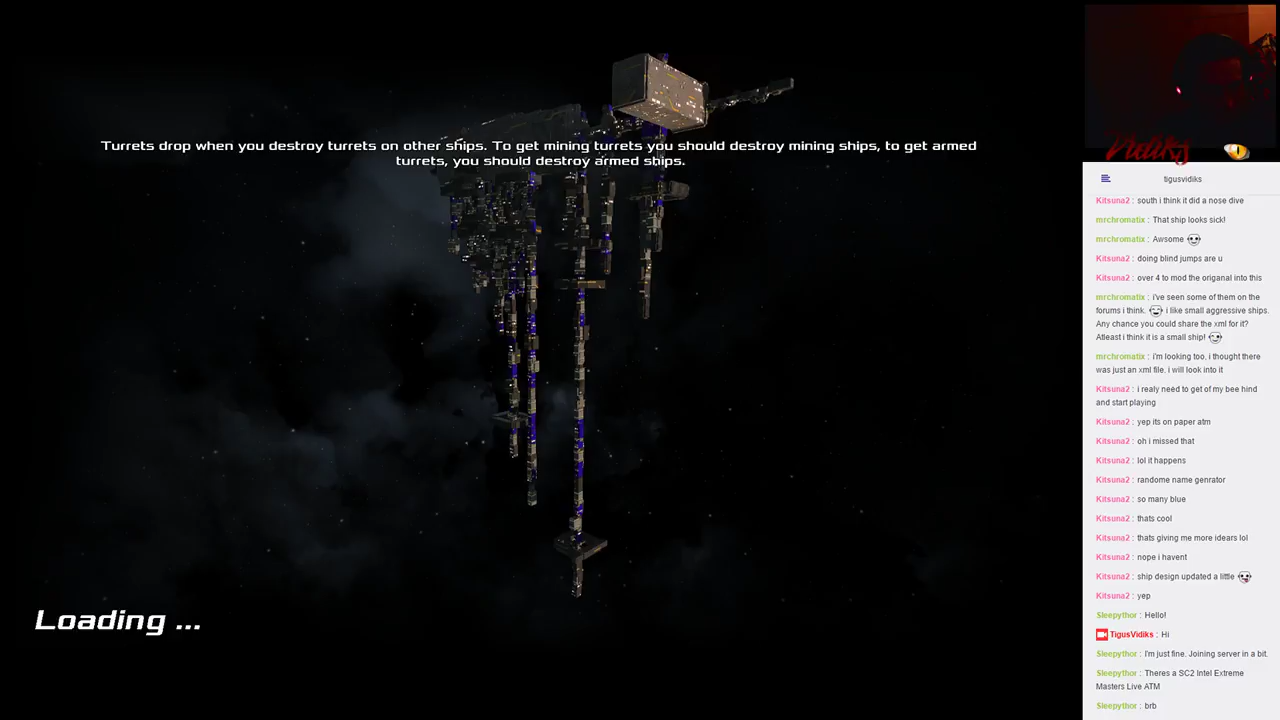 Turrets drop when you destroy turrets on other ships. To get mining turrets you should destroy mining ships, to get armed
turrets, you should destroy armed ships.
Loading ...
Vidiks
tigusvidiks
Kitsuna2 : south i think it did a nose dive
mrchromatix : That ship looks sick!
mrchromatix : Awsome
Kitsuna2 : doing blind jumps are u
Kitsuna2 : over 4 to mod the origanal into this
mrchromatix : i've seen some of them on the
forums i think. i like small aggressive ships.
Any chance you could share the xml for it?
Atleast i think it is a small ship!
mrchromatix : i'm looking too, i thought there
was just an xml file. i will look into it
Kitsuna2 : i realy need to get of my bee hind
and start playing
Kitsuna2 : yep its on paper atm
Kitsuna2 : oh i missed that
Kitsuna2 : lol it happens
Kitsuna2 : randome name genrator
Kitsuna2 : so many blue
Kitsuna2 : thats cool
Kitsuna2 : thats giving me more idears lol
Kitsuna2 : nope i havent
Kitsuna2 : ship design updated a little
Kitsuna2 : yep
Sleepythor : Hello!
TigusVidiks : Hi
Sleepythor : I'm just fine. Joining server in a bit.
Sleepythor : Theres a SC2 Intel Extreme
Masters Live ATM
Sleepythor : brb